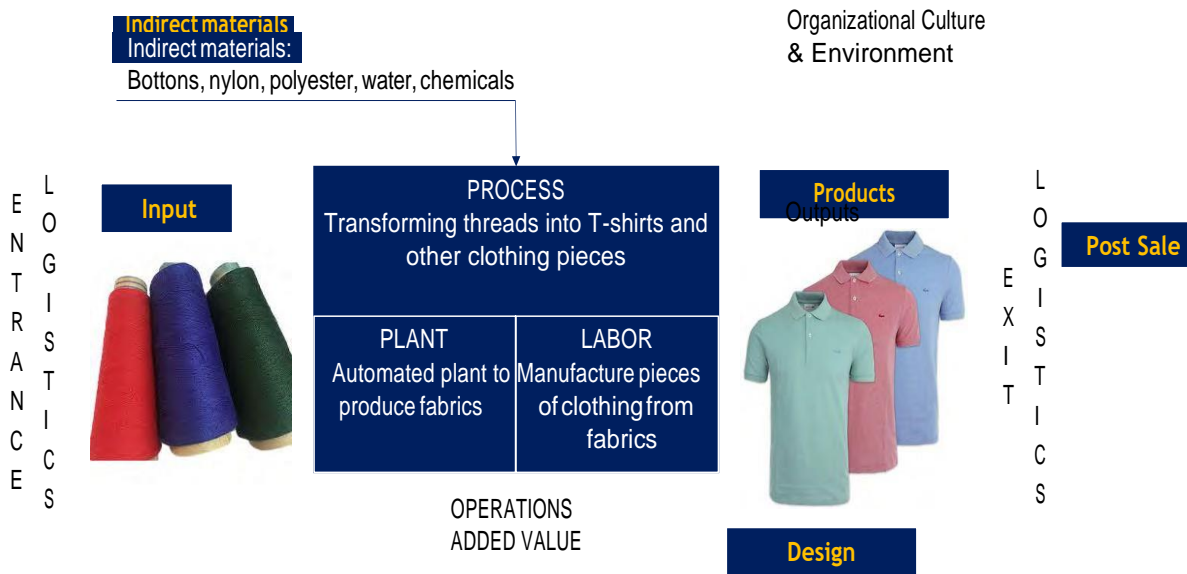 Indirect materials
Indirect materials:
Bottons, nylon, polyester, water, chemicals
Organizational Culture
& Environment
ENTRANCE
LOGISTICS
Input
PROCESS
Transforming threads into T-shirts and
other clothing pieces
PLANT
Automated plant to
produce fabrics
LABOR
Manufacture pieces
of clothing from
fabrics
OPERATIONS
ADDED VALUE
Products
Outputs
Design
EXIT
LOGISTICS
Post Sale